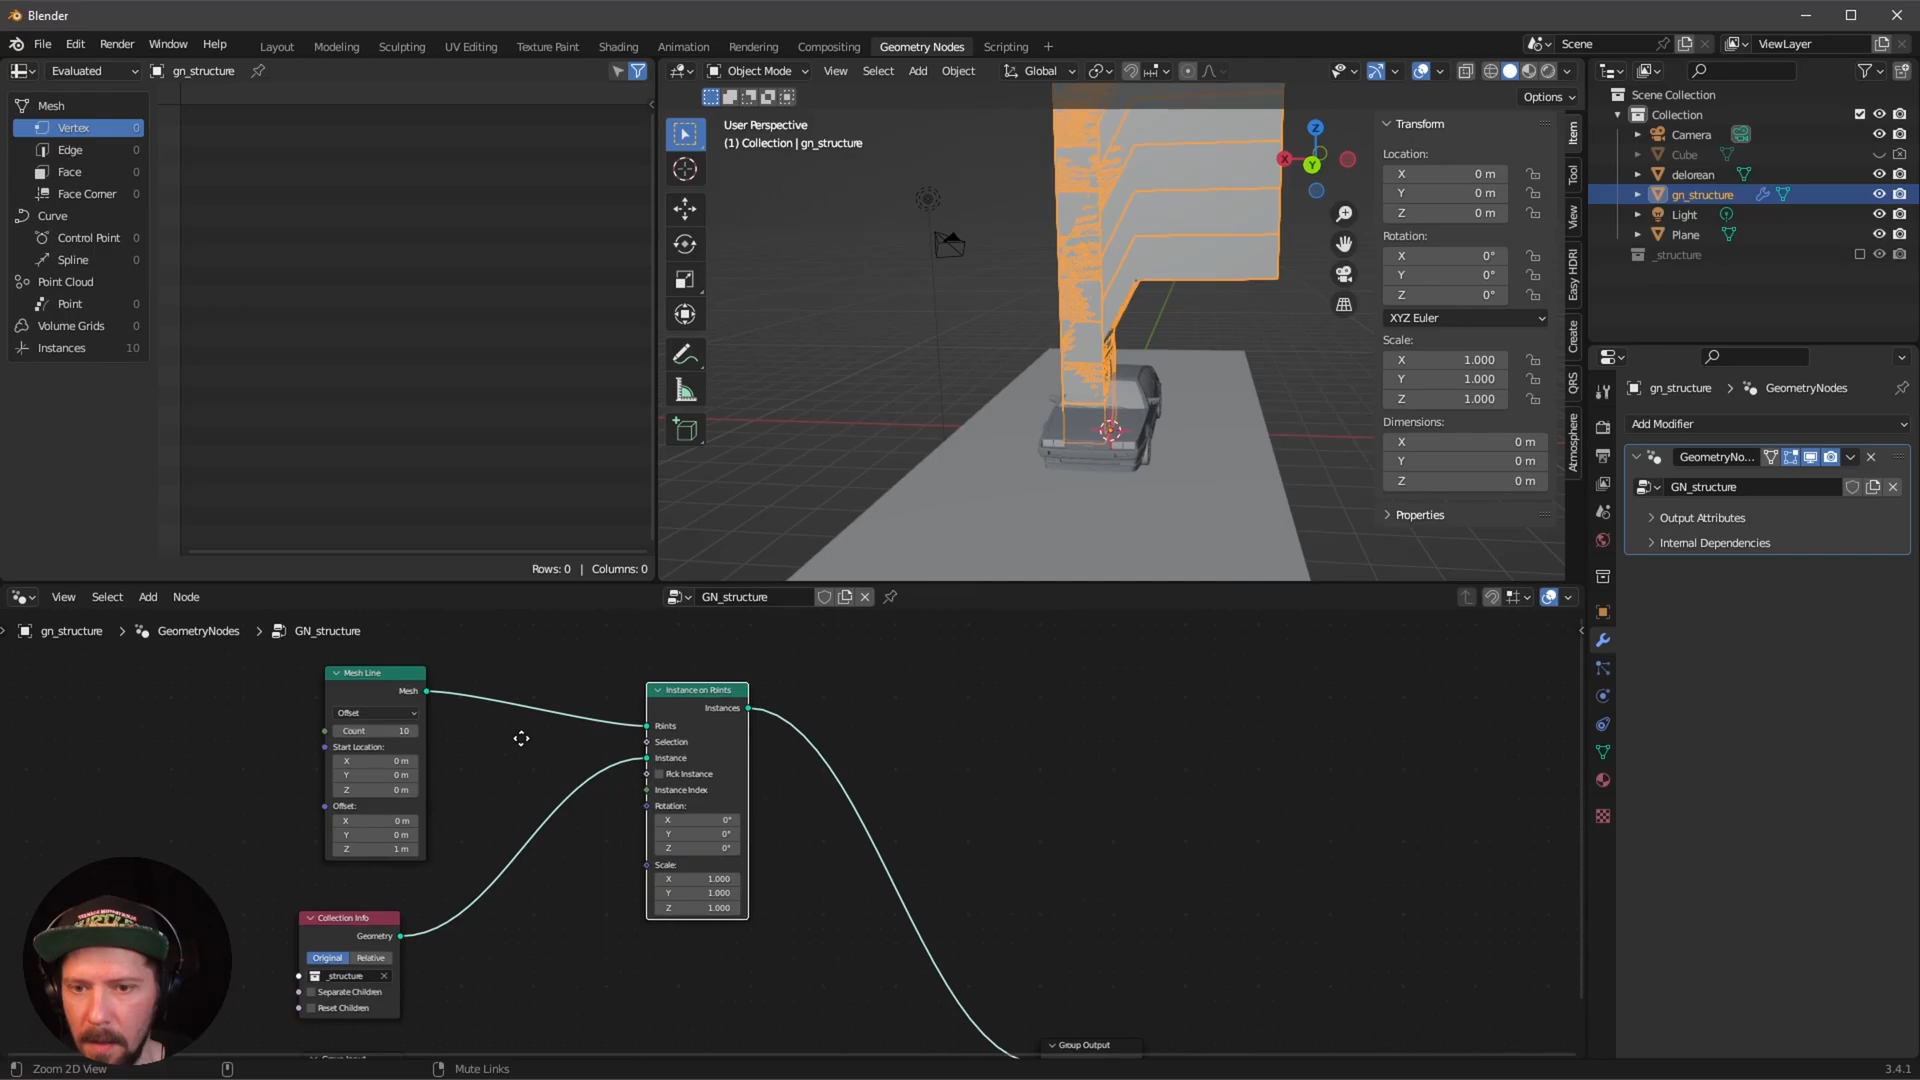 Blender
File Edit Render Window Help Layout Modeling Sculpting UV Editing Texture Paint Shading Animation Rendering Compositing Geometry Nodes Scripting + Scene ViewLayer
Evaluated gn_structure
Object Mode View Select Add Object Global
Options
Mesh
Vertex 0
Edge 0
Face 0
Face Corner 0
Curve
Control Point 0
Spline 0
Point Cloud
Point 0
Volume Grids 0
Instances 10
Rows: 0 | Columns: 0
User Perspective
(1) Collection | gn_structure
Z
X
Y
Transform
Location:
X 0 m
Y 0 m
Z 0 m
Rotation:
X 0°
Y 0°
Z 0°
XYZ Euler
Scale:
X 1.000
Y 1.000
Z 1.000
Dimensions:
X 0 m
Y 0 m
Z 0 m
Properties
Item
Tool
View
Easy HDRI
Create
QRS
Atmosphere
Scene Collection
Collection
Camera
Cube
delorean
gn_structure
Light
Plane
_structure
gn_structure GeometryNodes
Add Modifier
GeometryNo...
GN_structure
Output Attributes
Internal Dependencies
View Select Add Node GN_structure
gn_structure GeometryNodes GN_structure
Mesh Line
Mesh
Offset
Count 10
Start Location:
X 0 m
Y 0 m
Z 0 m
Offset:
X 0 m
Y 0 m
Z 1 m
Collection Info
Geometry
Original Relative
_structure
Separate Children
Reset Children
Instance on Points
Instances
Points
Selection
Instance
Pick Instance
Instance Index
Rotation:
X 0°
Y 0°
Z 0°
Scale:
X 1.000
Y 1.000
Z 1.000
Group Output
Zoom 2D View Mute Links 3.4.1